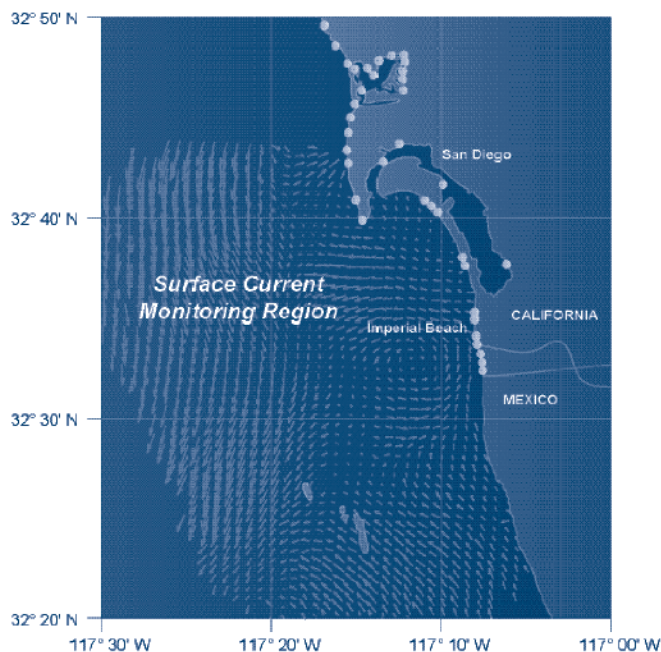 32° 50' N
San Diego
32° 40' N
Surface Current
Monitoring Region
CALIFORNIA
Imperial Beach
MEXICO
32° 30' N
32° 20' N
117° 30' W
117° 20' W
117° 10' W
117° 00' W